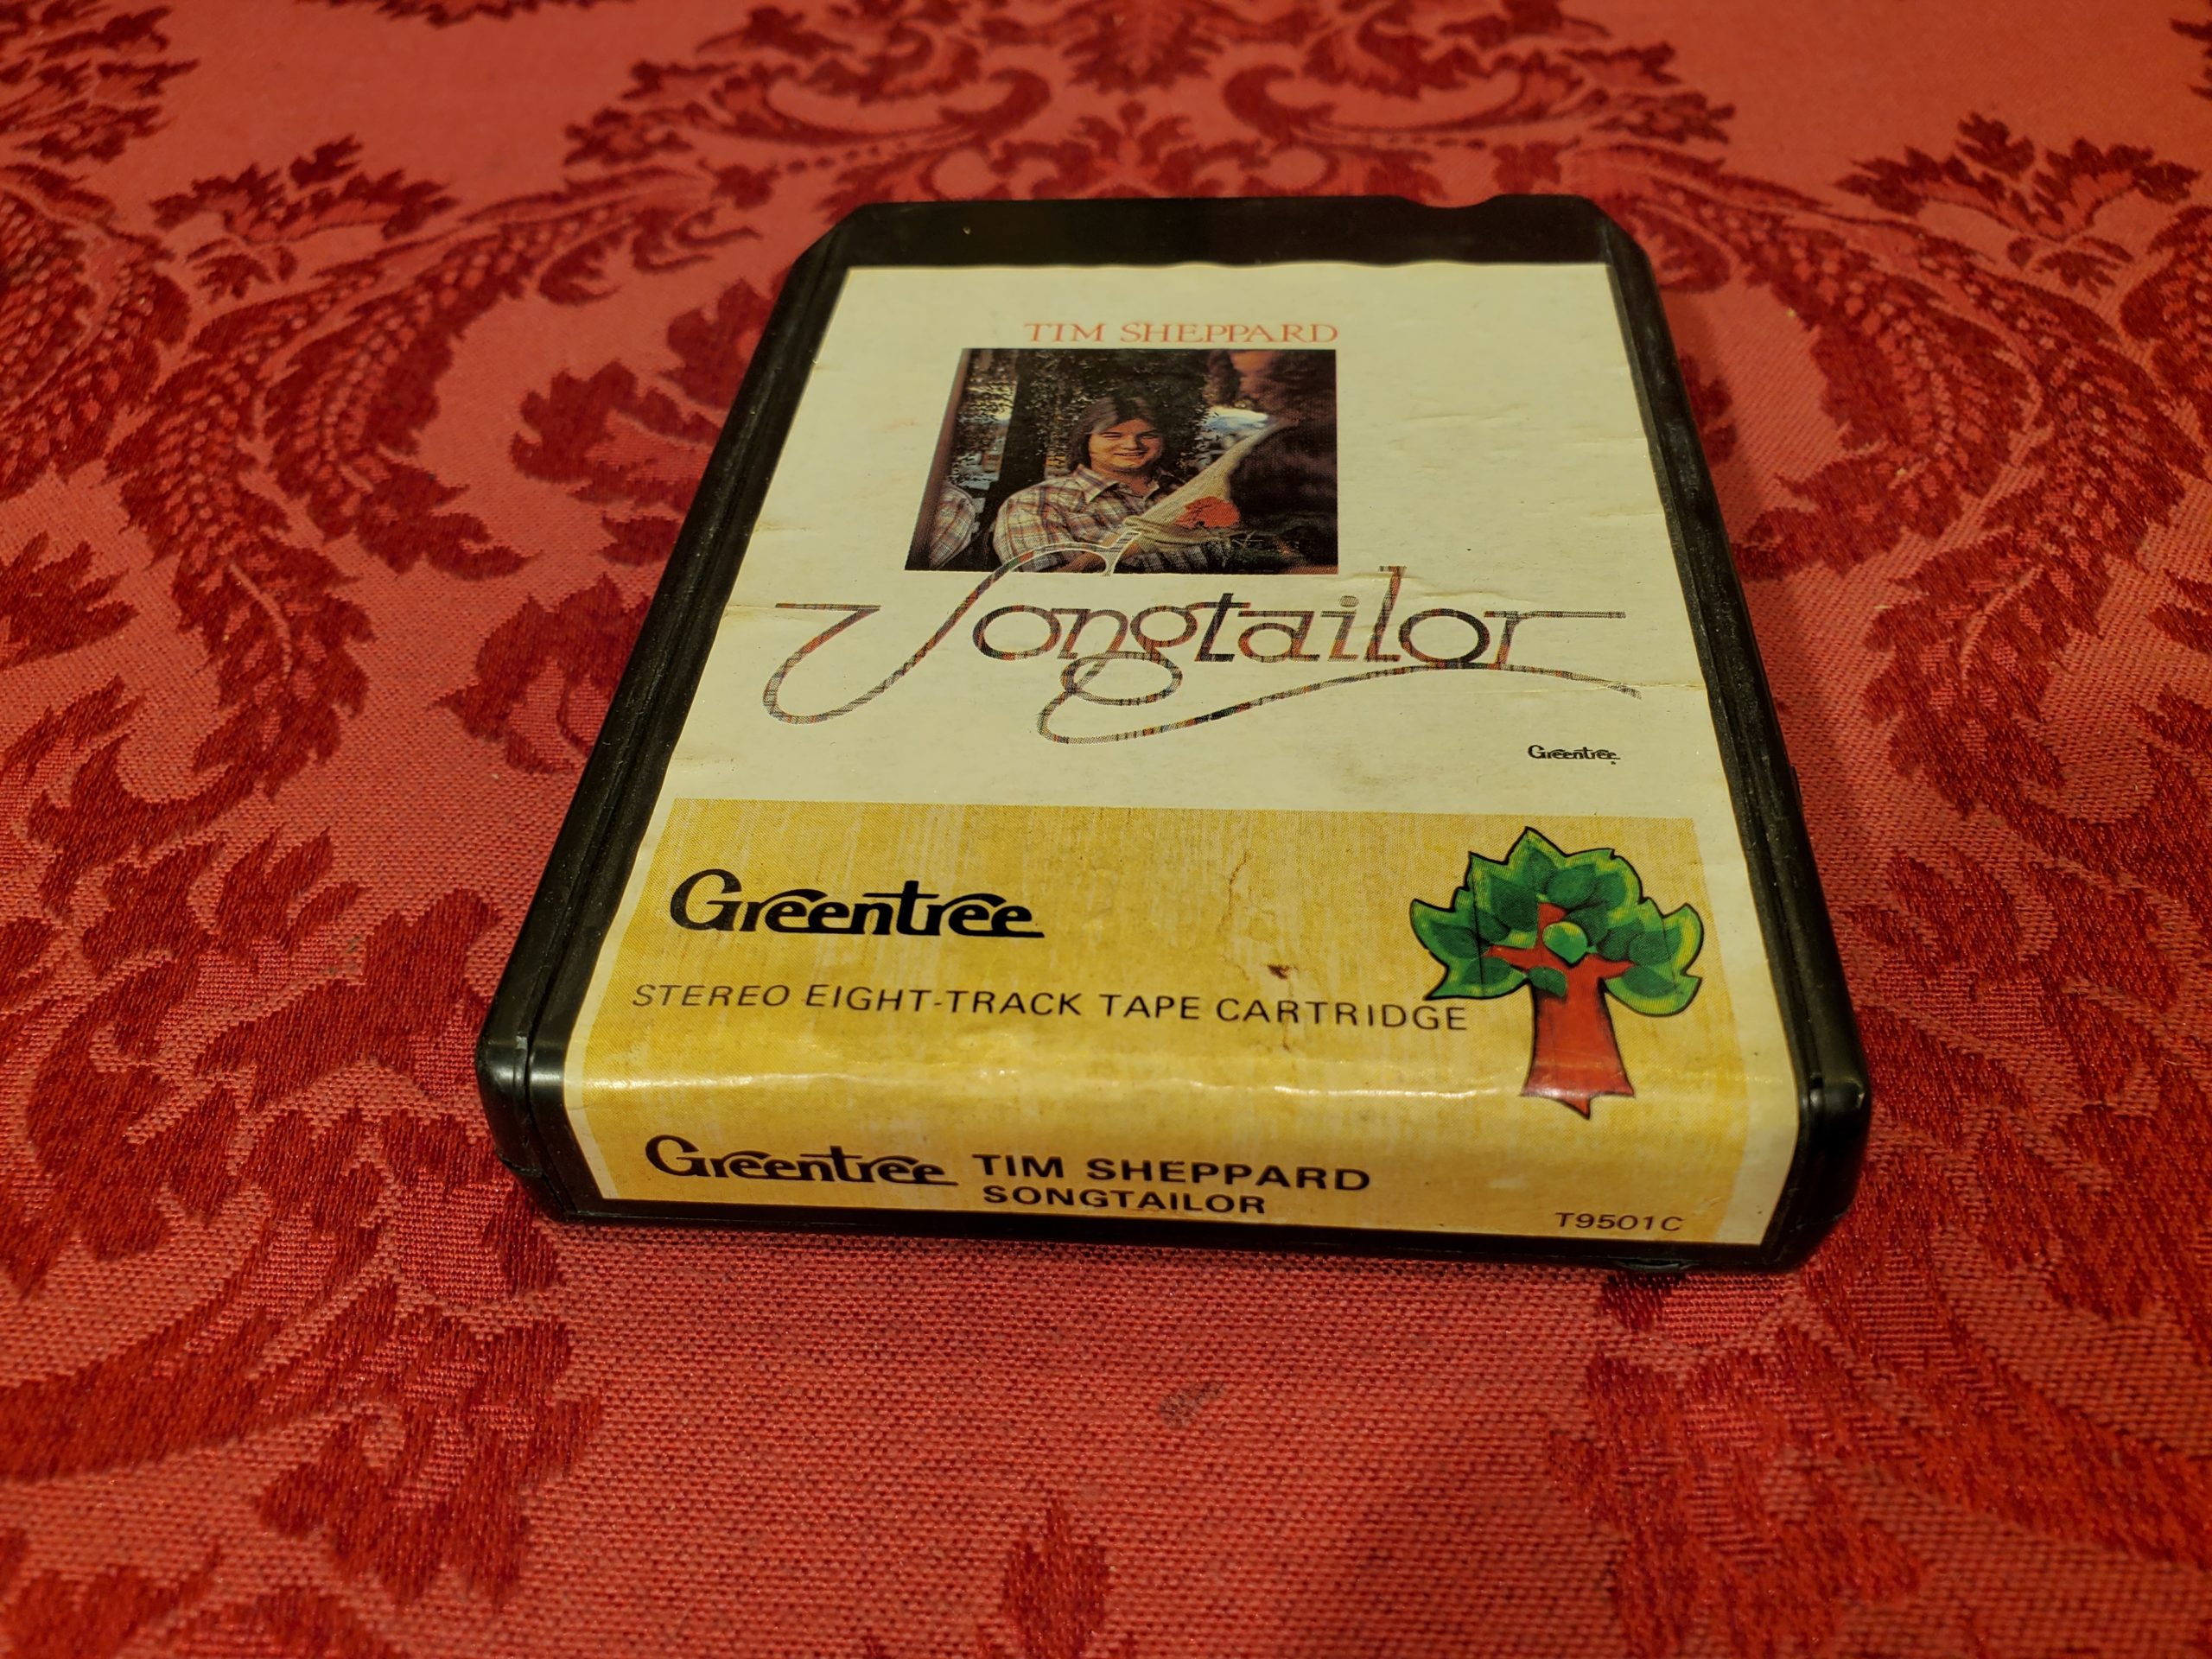 TIM SHEPPARD
Songtailor
Greentree
Greentree
STEREO EIGHT-TRACK TAPE CARTRIDGE
Greentree TIM SHEPPARD
SONGTAILOR
T9501C